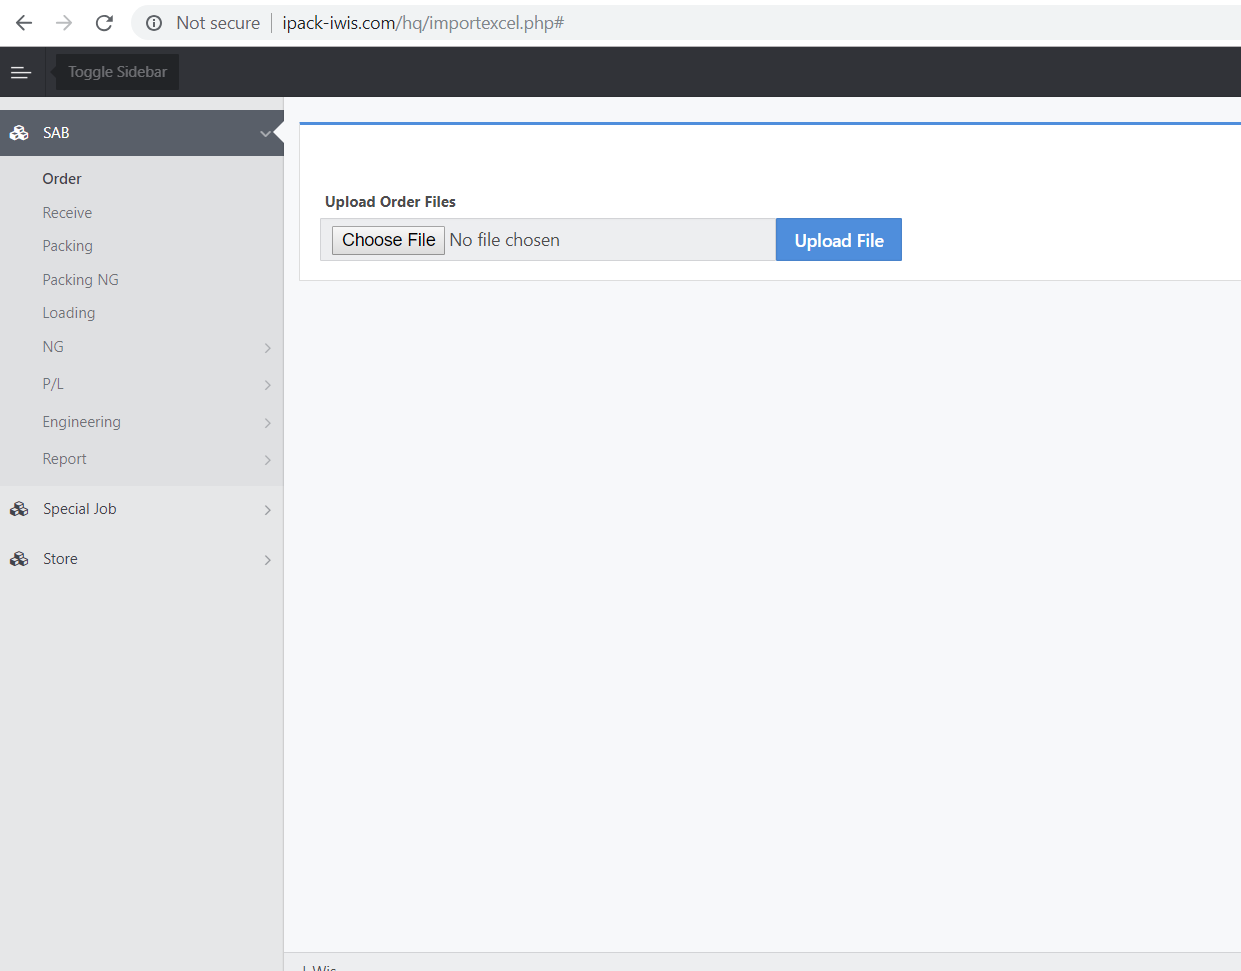 Not secure | ipack-iwis.com/hq/importexcel.php#
Toggle Sidebar
SAB
Order
Receive
Packing
Packing NG
Loading
NG
P/L
Engineering
Report
Special Job
Store
Upload Order Files
Choose File No file chosen
Upload File